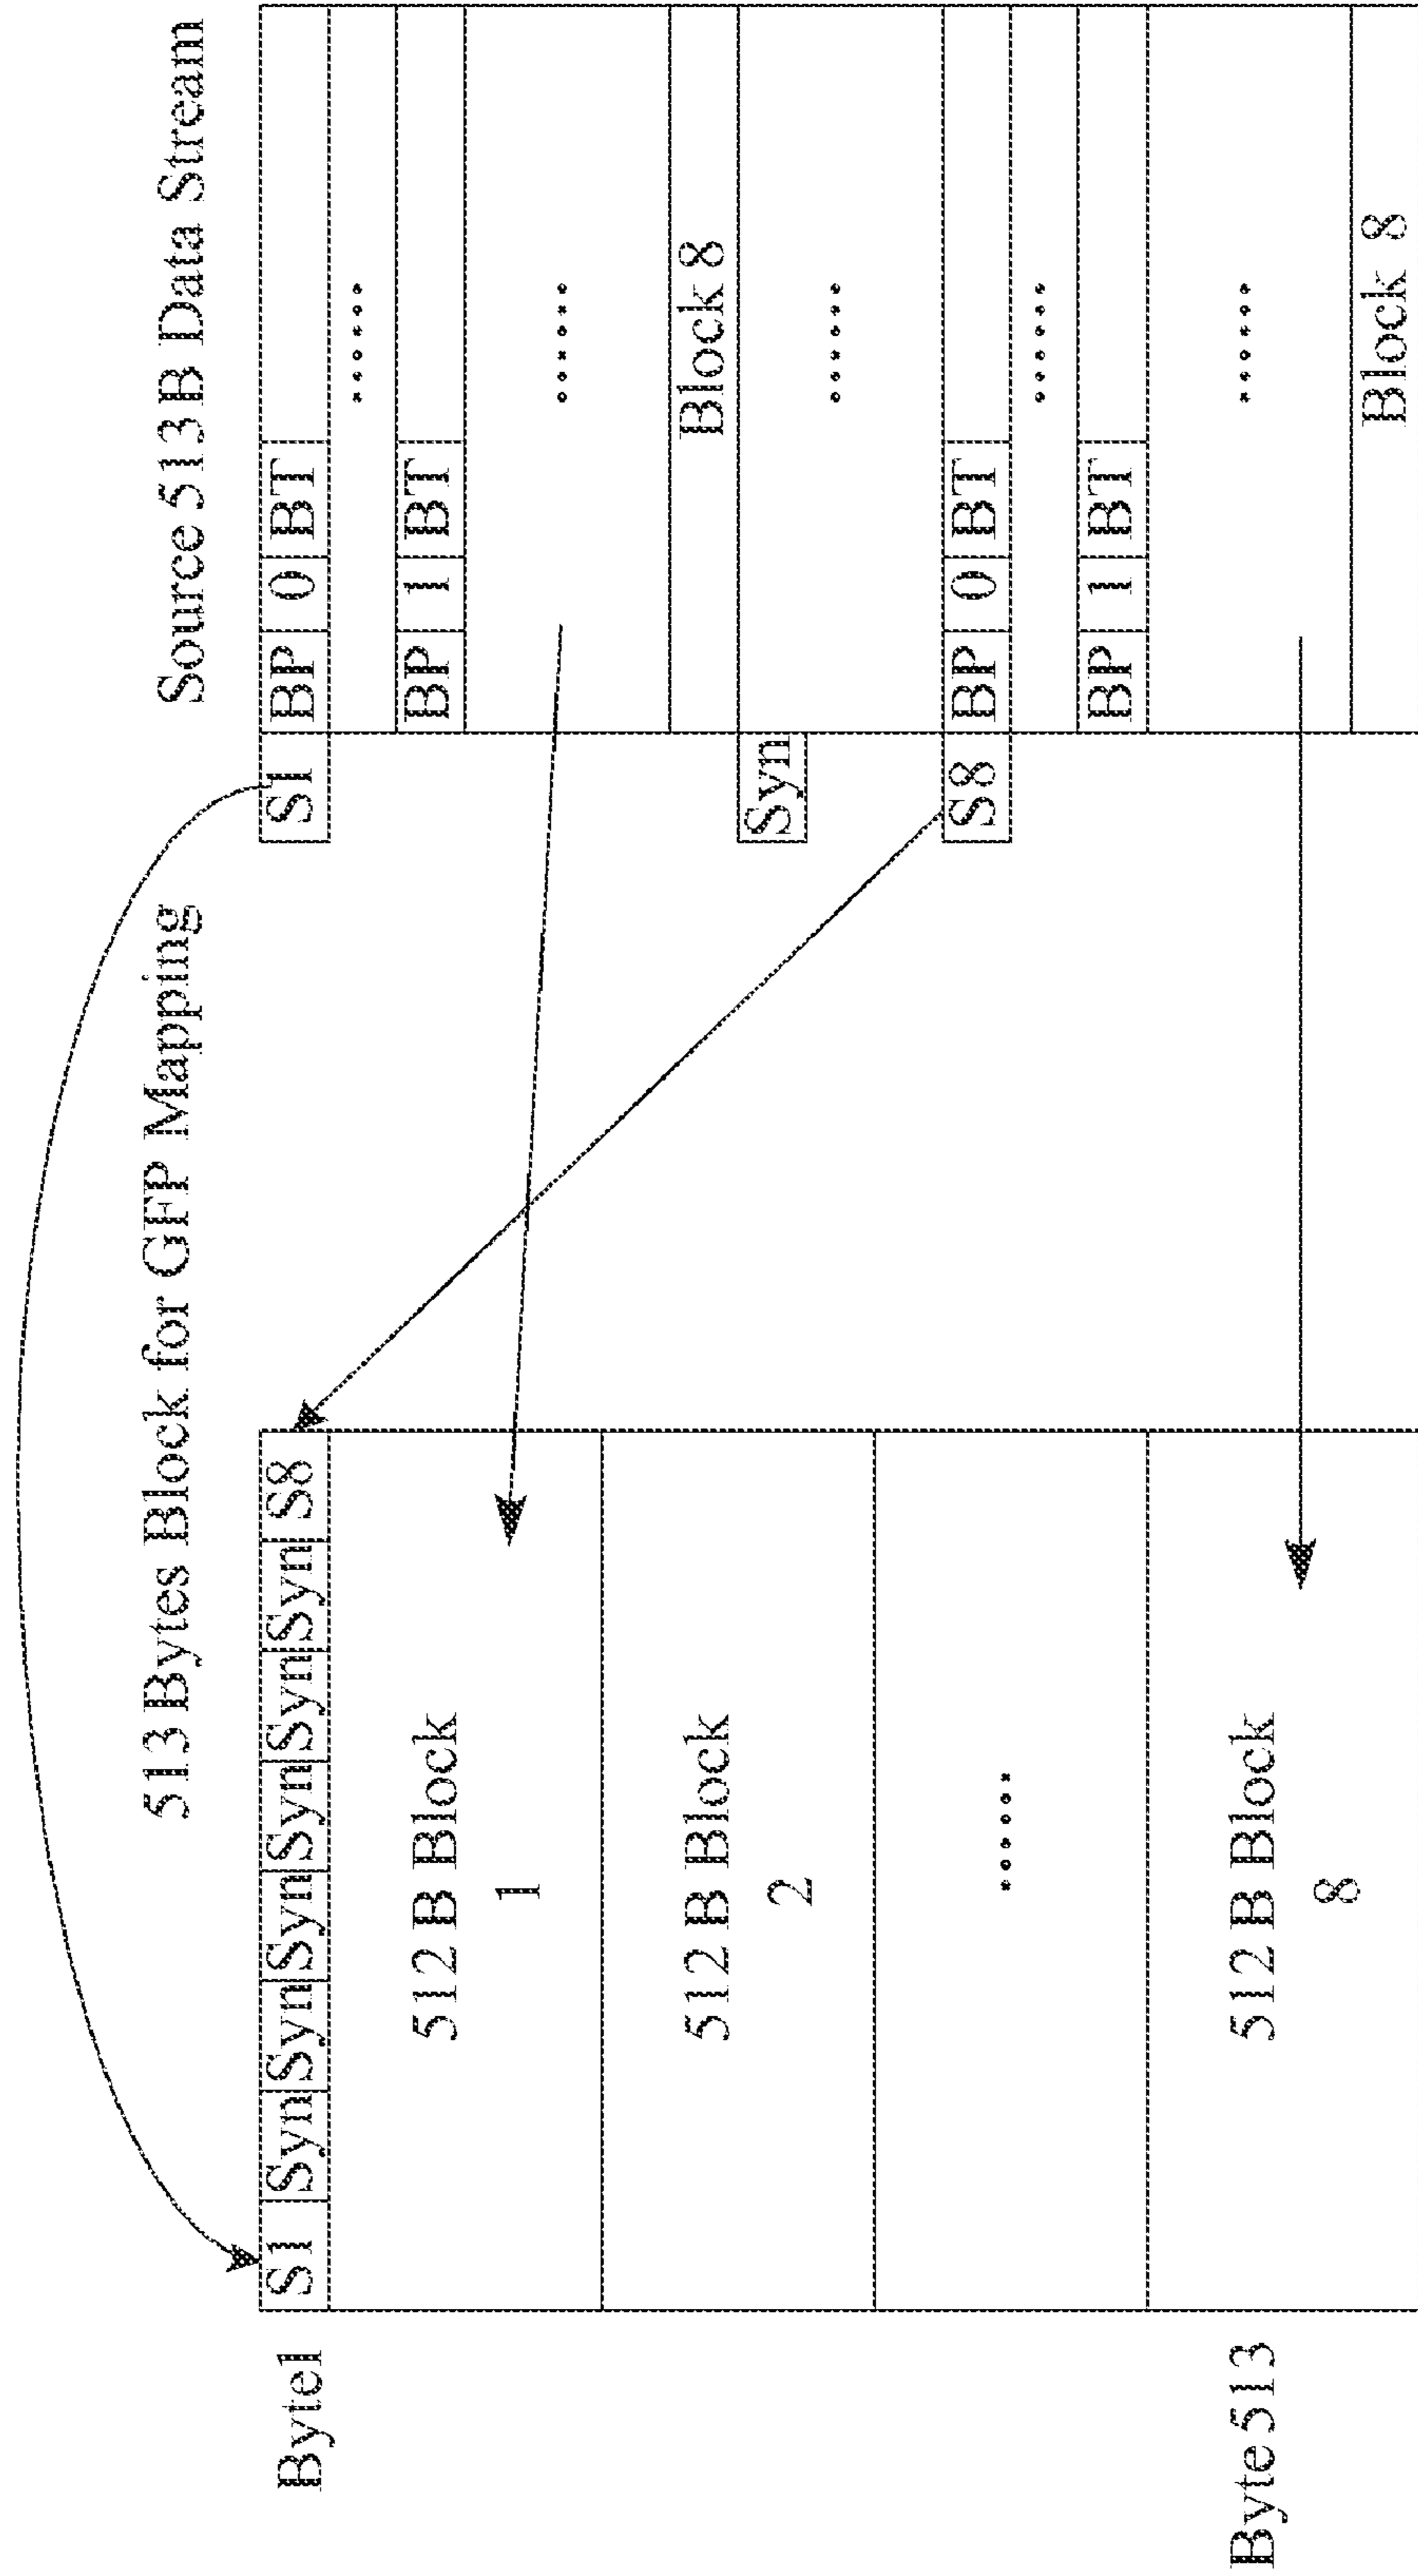 513 Bytes Block for GFP Mapping
Source 513B Data Stream
Byte1
S1 Syn Syn Syn Syn Syn Syn S8
512 B Block
1
512 B Block
2
......
Byte 513
512 B Block
8
S1 BP 0 BT
......
BP 1 BT
......
Block 8
Syn
......
S8 BP 0 BT
......
BP 1 BT
......
Block 8